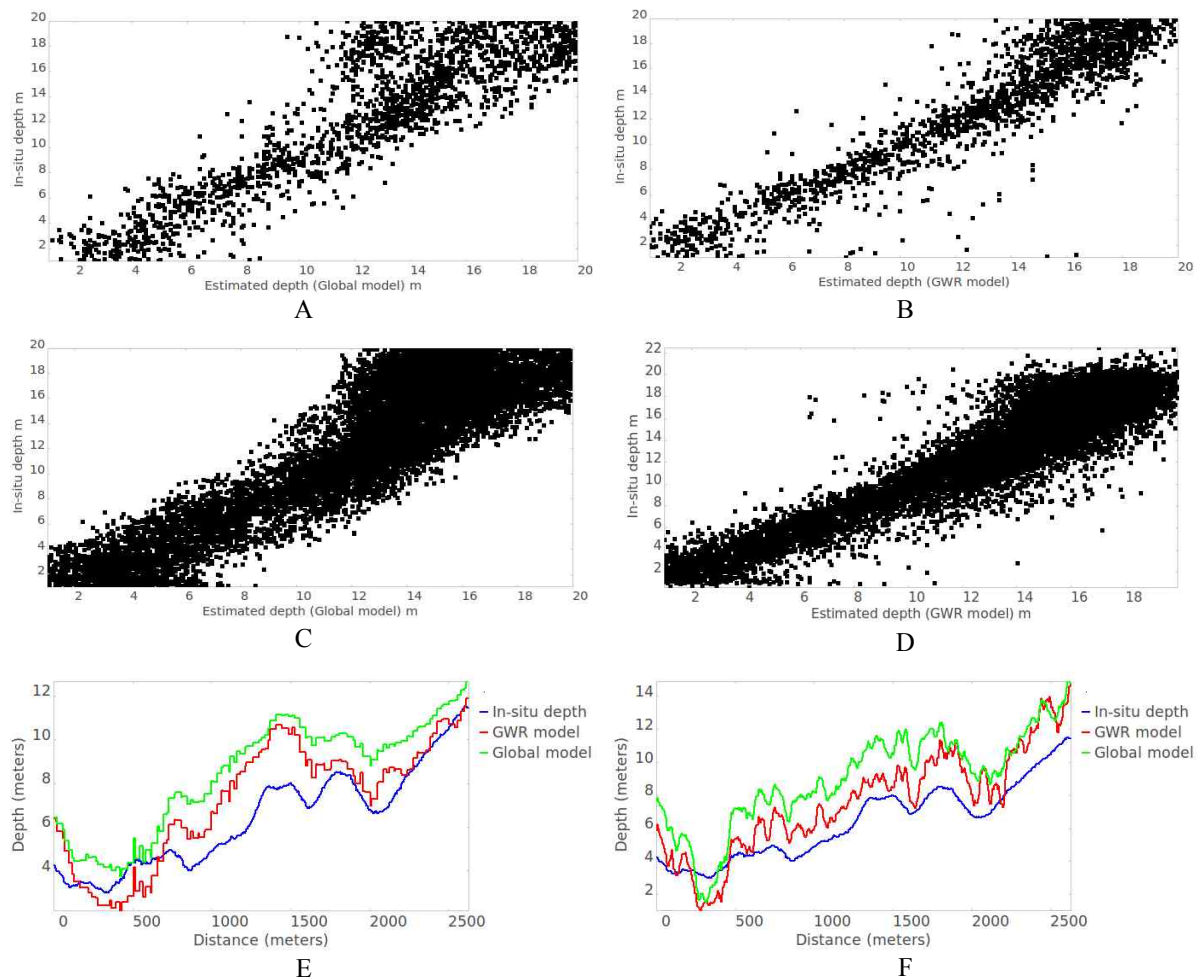 20
18
16
14
12
10
8
6
4
2
In-situ depth m
2 4 6 8 10 12 14 16 18 20
Estimated depth (Global model) m
A
20
18
16
14
12
10
8
6
4
2
In-situ depth m
2 4 6 8 10 12 14 16 18 20
Estimated depth (GWR model)
B
20
18
16
14
12
10
8
6
4
2
In-situ depth m
2 4 6 8 10 12 14 16 18 20
Estimated depth (Global model) m
C
22
20
18
16
14
12
10
8
6
4
2
In-situ depth m
2 4 6 8 10 12 14 16 18
Estimated depth (GWR model) m
D
12
10
8
6
4
Depth (meters)
0 500 1000 1500 2000 2500
Distance (meters)
In-situ depth
GWR model
Global model
E
14
12
10
8
6
4
2
Depth (meters)
0 500 1000 1500 2000 2500
Distance (meters)
In-situ depth
GWR model
Global model
F